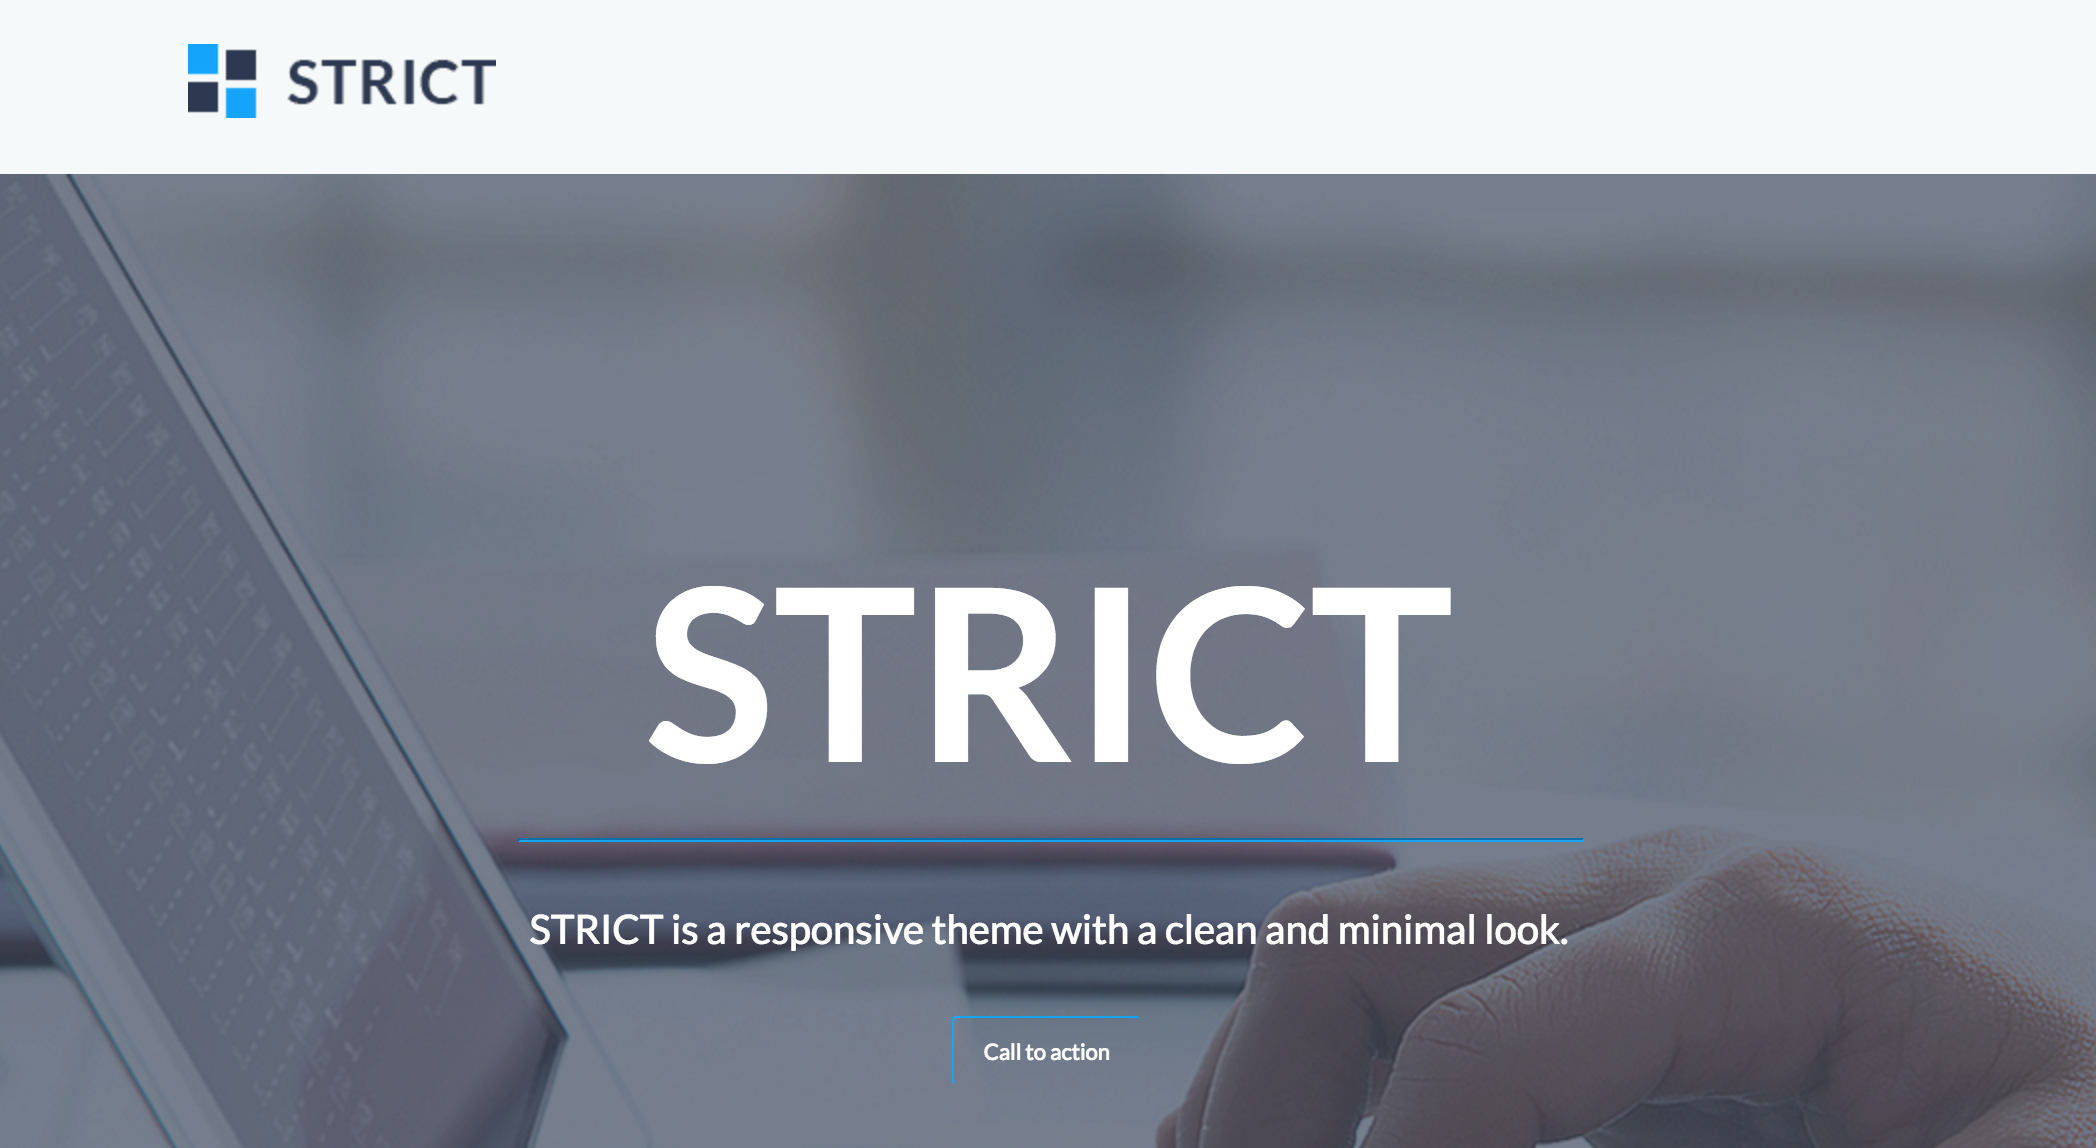 STRICT
STRICT
STRICT is a responsive theme with a clean and minimal look.
Call to action